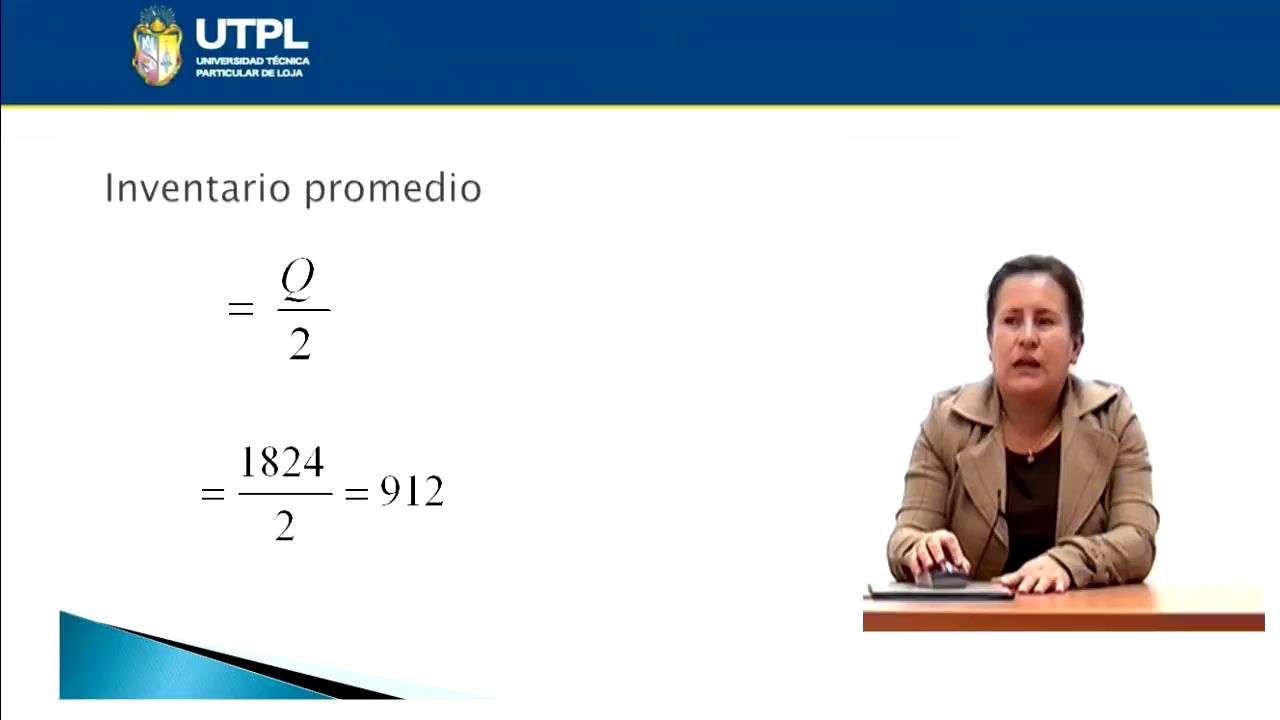 UTPL
UNIVERSIDAD TÉCNICA
PARTICULAR DE LOJA
Inventario promedio
= Q/2
= 1824/2 = 912